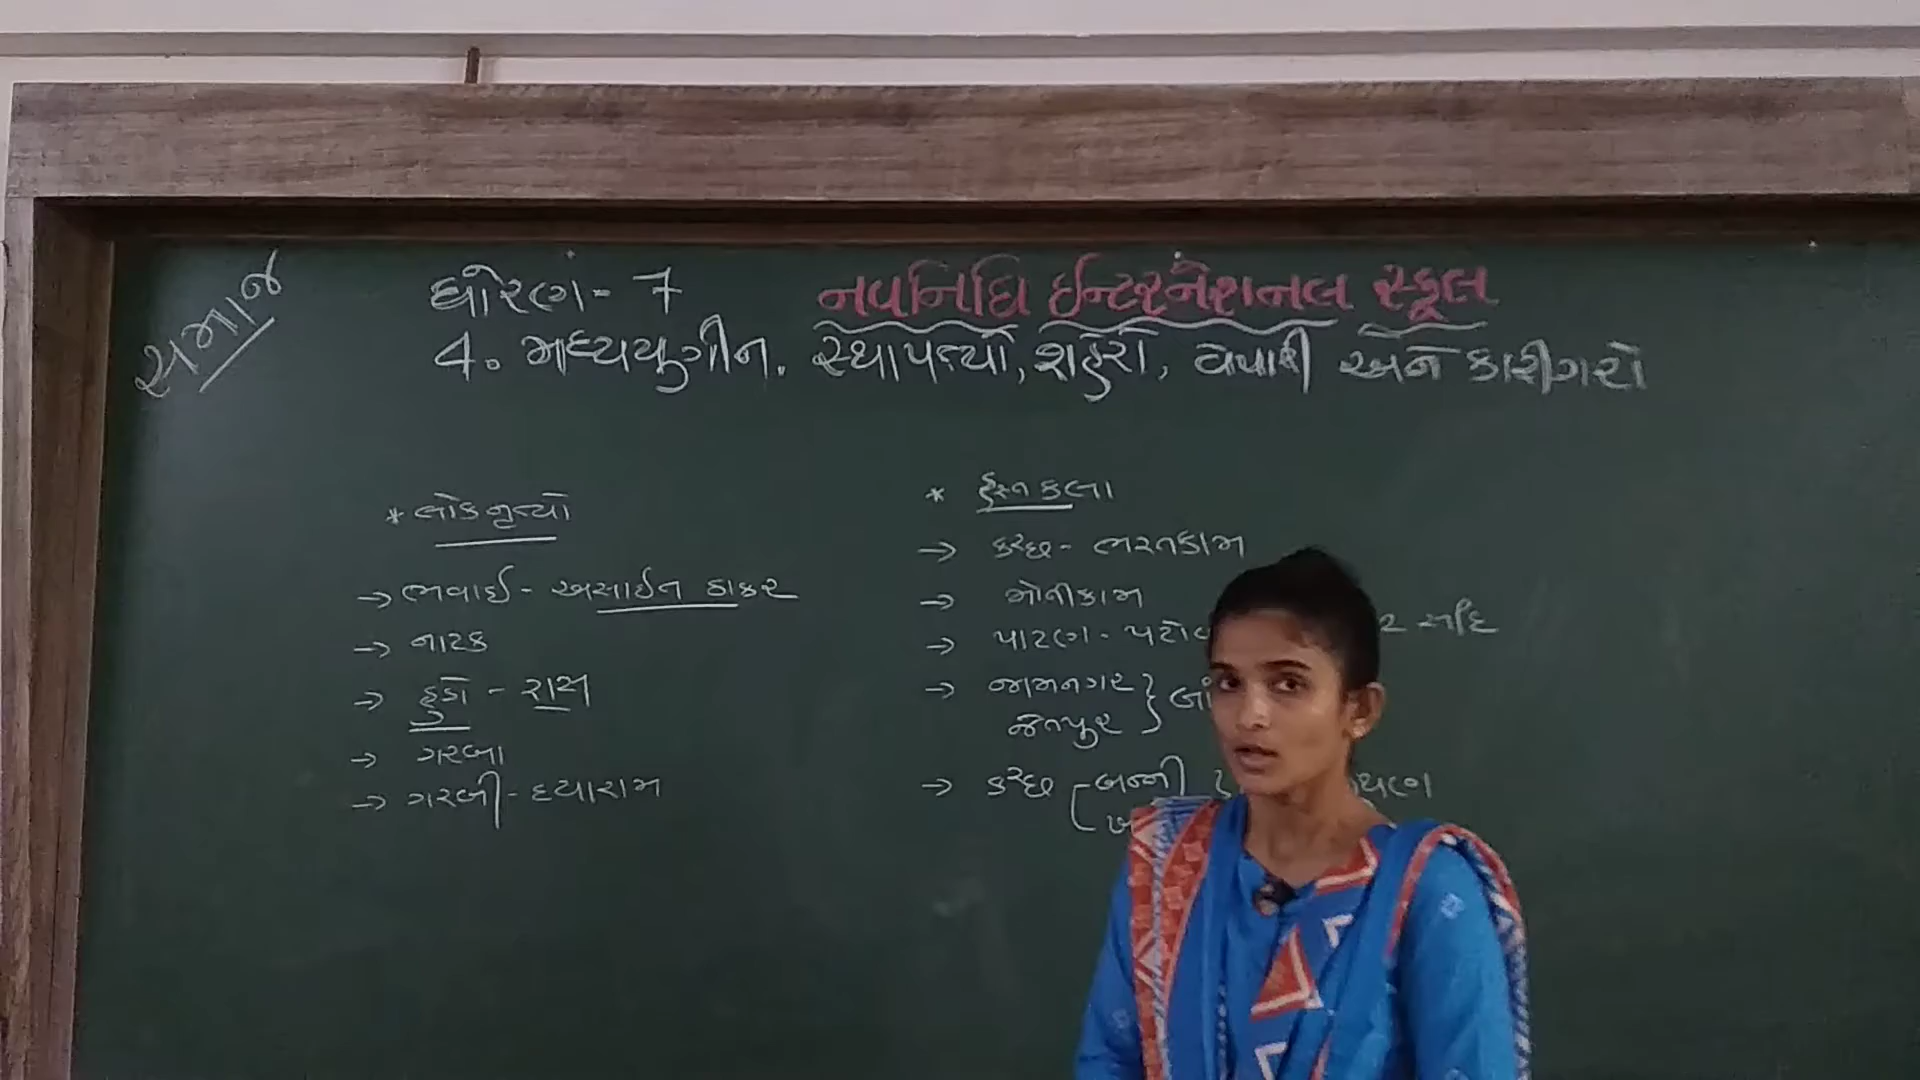 સમાજ
ધોરણ - 7
નવનિધિ ઈન્ટરનેશનલ સ્કૂલ
4. મધ્યયુગીન. સ્થાપત્યો, શહેરો, વેપારી અને કારીગરો
* લોકનૃત્યો
→ ભવાઈ - અસાઈત ઠાકર
→ નાટક
→ હુડો - રાસ
→ ગરબા
→ ગરબી - દયારામ
* હસ્તકલા
→ કચ્છ - ભરતકામ
→ મોતીકામ
→ પાટણ -
→ જામનગર }
જેતપુર
→ કચ્છ [ બન્ની }